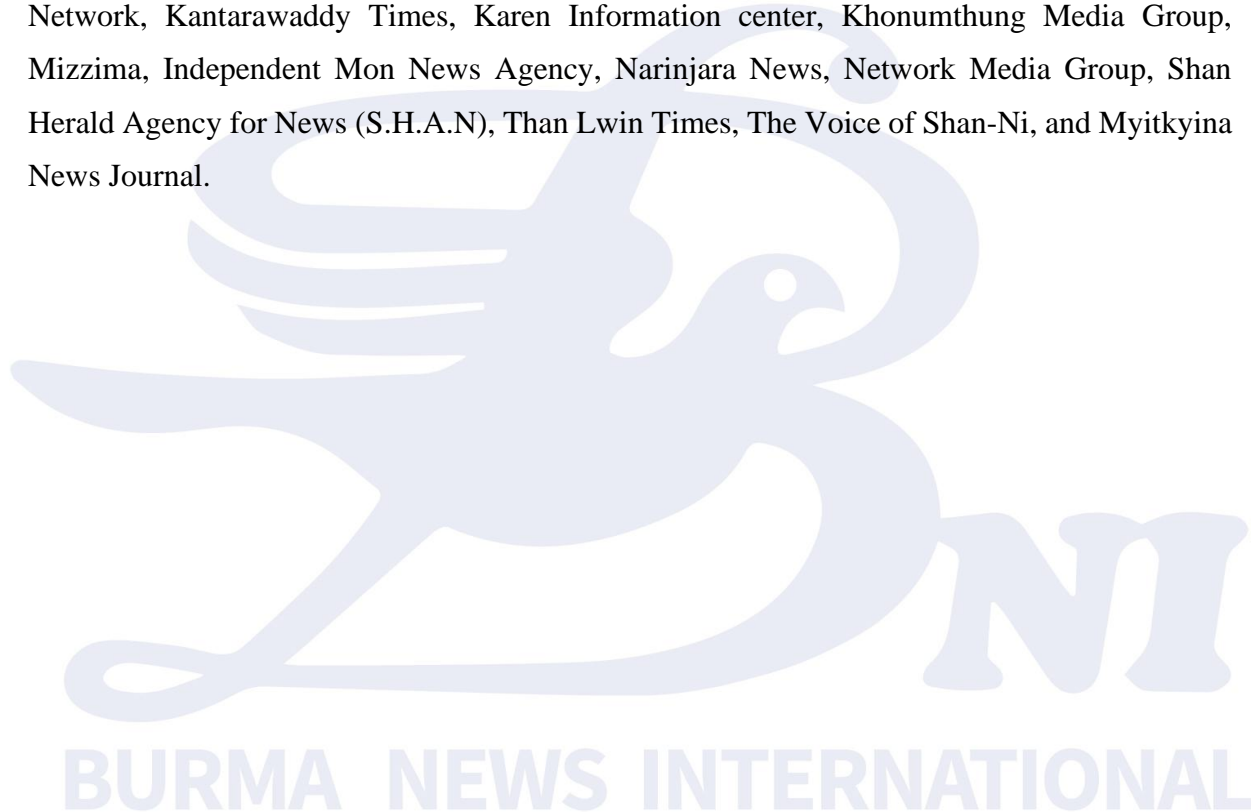 Network, Kantarawaddy Times, Karen Information center, Khonumthung Media Group,
Mizzima, Independent Mon News Agency, Narinjara News, Network Media Group, Shan
Herald Agency for News (S.H.A.N), Than Lwin Times, The Voice of Shan-Ni, and Myitkyina
News Journal.
BNI
BURMA NEWS INTERNATIONAL